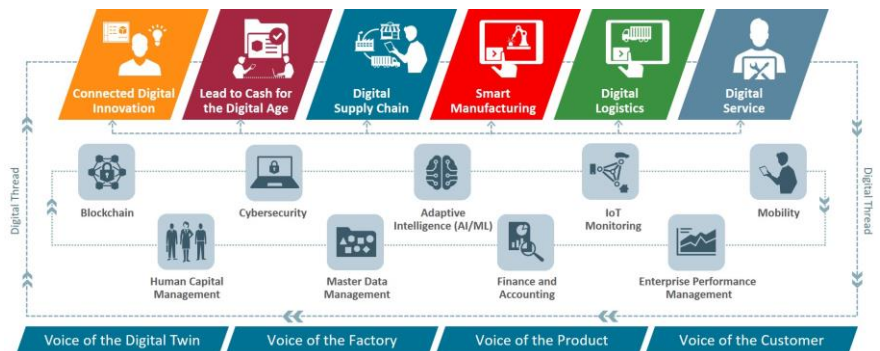 Connected Digital
Innovation
Lead to Cash for
the Digital Age
Digital
Supply Chain
Smart
Manufacturing
Digital
Logistics
Digital
Service
Digital Thread
Digital Thread
Blockchain
Cybersecurity
Adaptive
Intelligence (AI/ML)
IoT
Monitoring
Mobility
Human Capital
Management
Master Data
Management
Finance and
Accounting
Enterprise Performance
Management
Voice of the Digital Twin
Voice of the Factory
Voice of the Product
Voice of the Customer